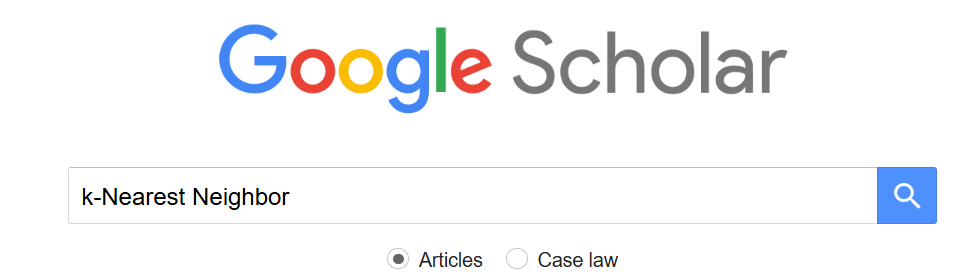 Google Scholar
k-Nearest Neighbor
Articles Case law